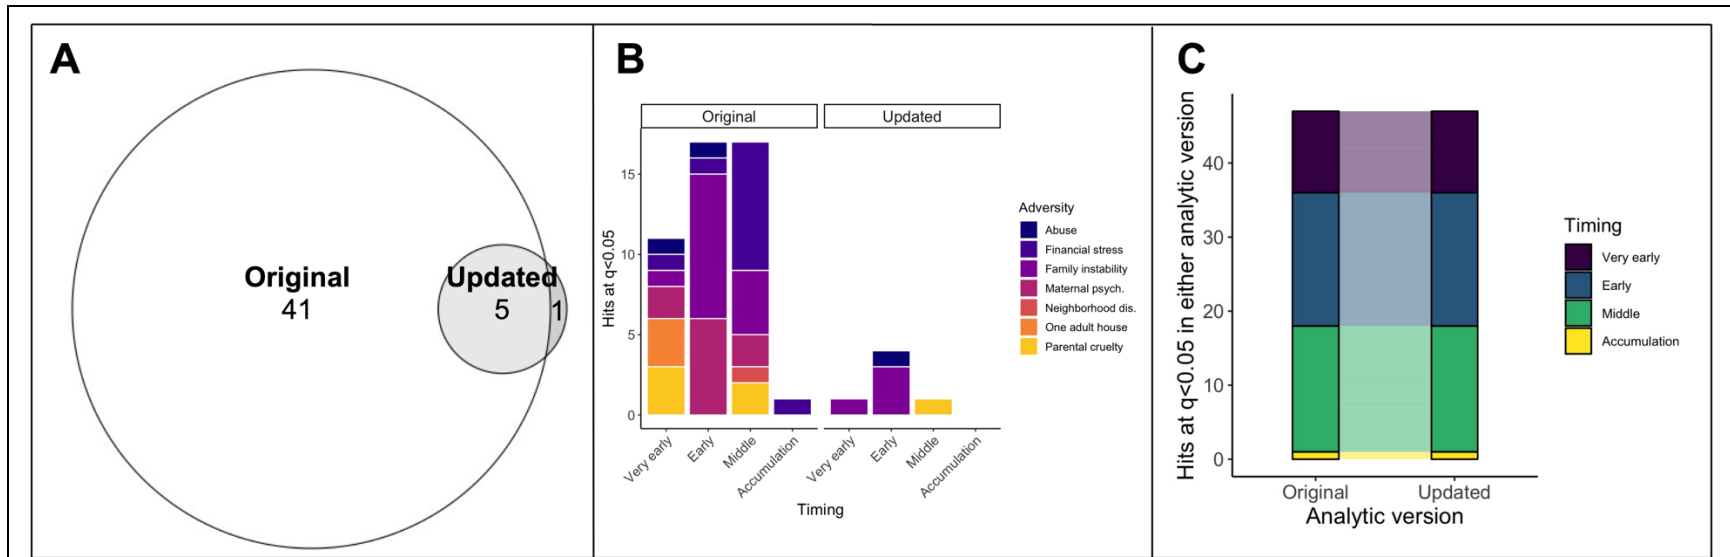 A
Original
41
Updated
5
1
B
Original
Updated
Hits at q<0.05
15
10
5
0
Very early
Early
Middle
Accumulation
Very early
Early
Middle
Accumulation
Timing
Adversity
Abuse
Financial stress
Family instability
Maternal psych.
Neighborhood dis.
One adult house
Parental cruelty
C
Hits at q<0.05 in either analytic version
40
30
20
10
0
Original
Updated
Analytic version
Timing
Very early
Early
Middle
Accumulation